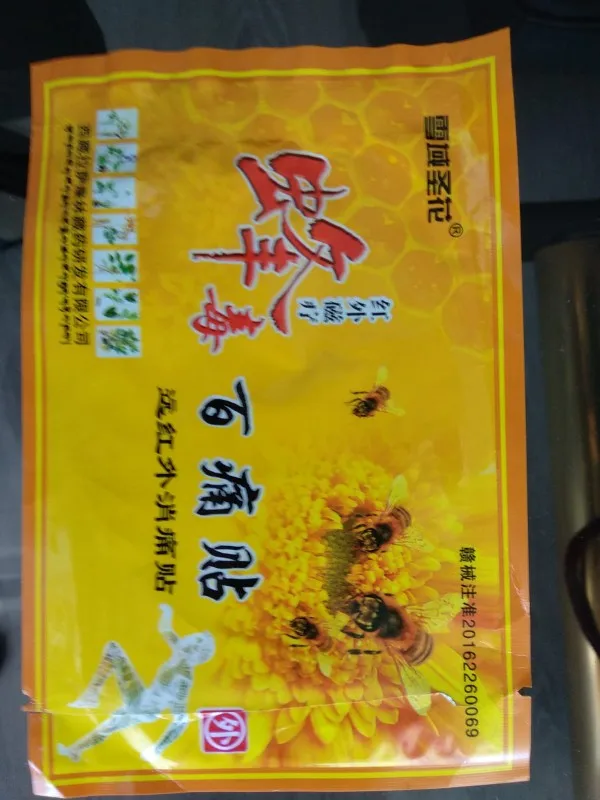 雪域圣花®
蜂毒
红外磁疗
百痛贴
远红外消痛贴
赣械注准20162260069
外